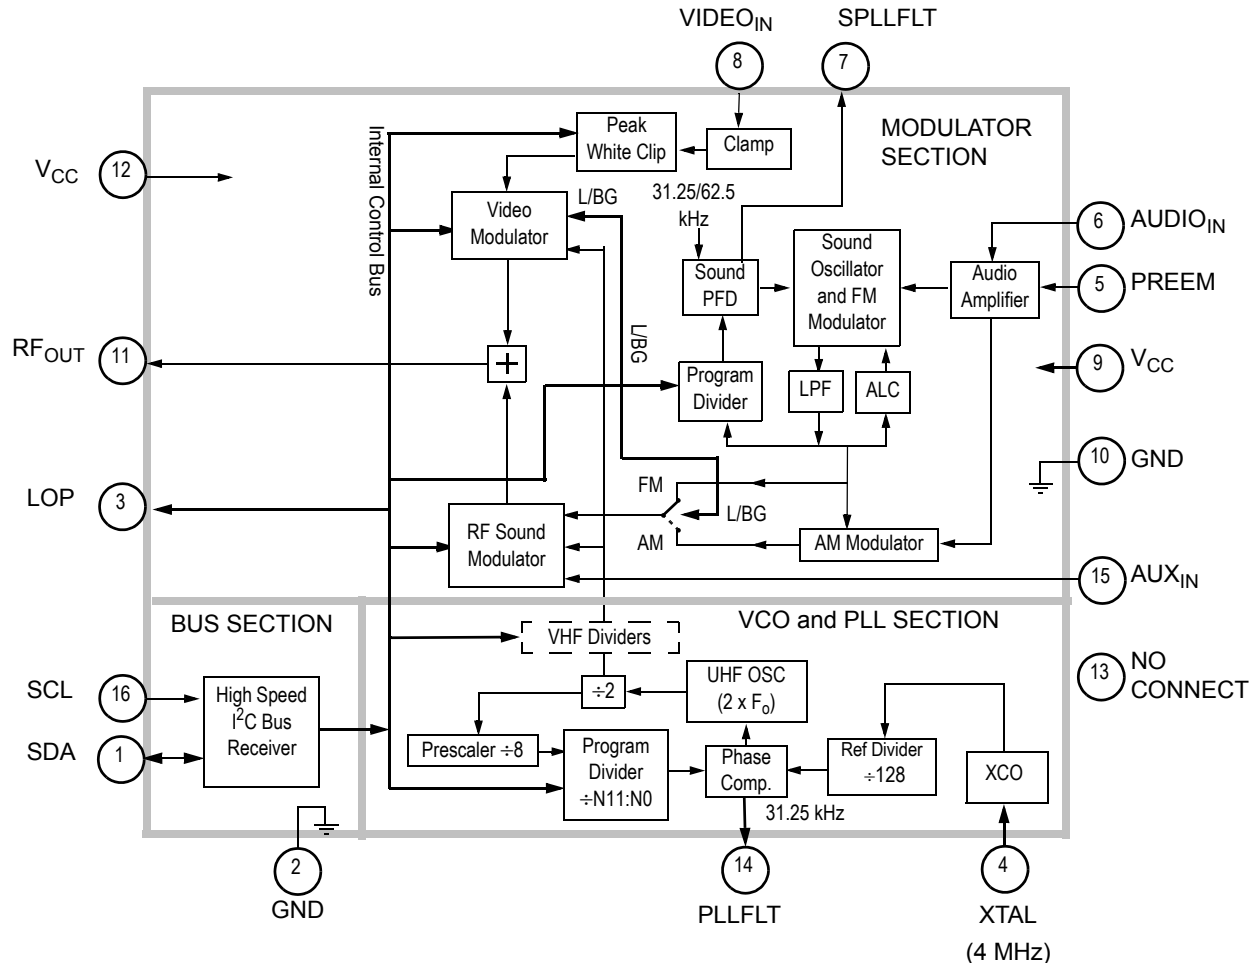 VIDEOIN
SPLLFLT
8
7
Internal Control Bus
Peak
White Clip
Clamp
MODULATOR
SECTION
VCC
12
L/BG
31.25/62.5
kHz
Video
Modulator
Sound
Oscillator
and FM
Modulator
6
AUDIOIN
Sound
PFD
Audio
Amplifier
5
PREEM
L/BG
RFOUT
11
+
Program
Divider
LPF
ALC
9
VCC
10
GND
LOP
3
FM
L/BG
AM
RF Sound
Modulator
AM Modulator
15
AUXIN
BUS SECTION
VCO and PLL SECTION
VHF Dividers
13
NO
CONNECT
SCL
16
High Speed
I2C Bus
Receiver
÷2
UHF OSC
(2 x Fo)
SDA
1
Prescaler ÷8
Program
Divider
÷N11:N0
Phase
Comp.
Ref Divider
÷128
XCO
31.25 kHz
2
GND
14
PLLFLT
4
XTAL
(4 MHz)